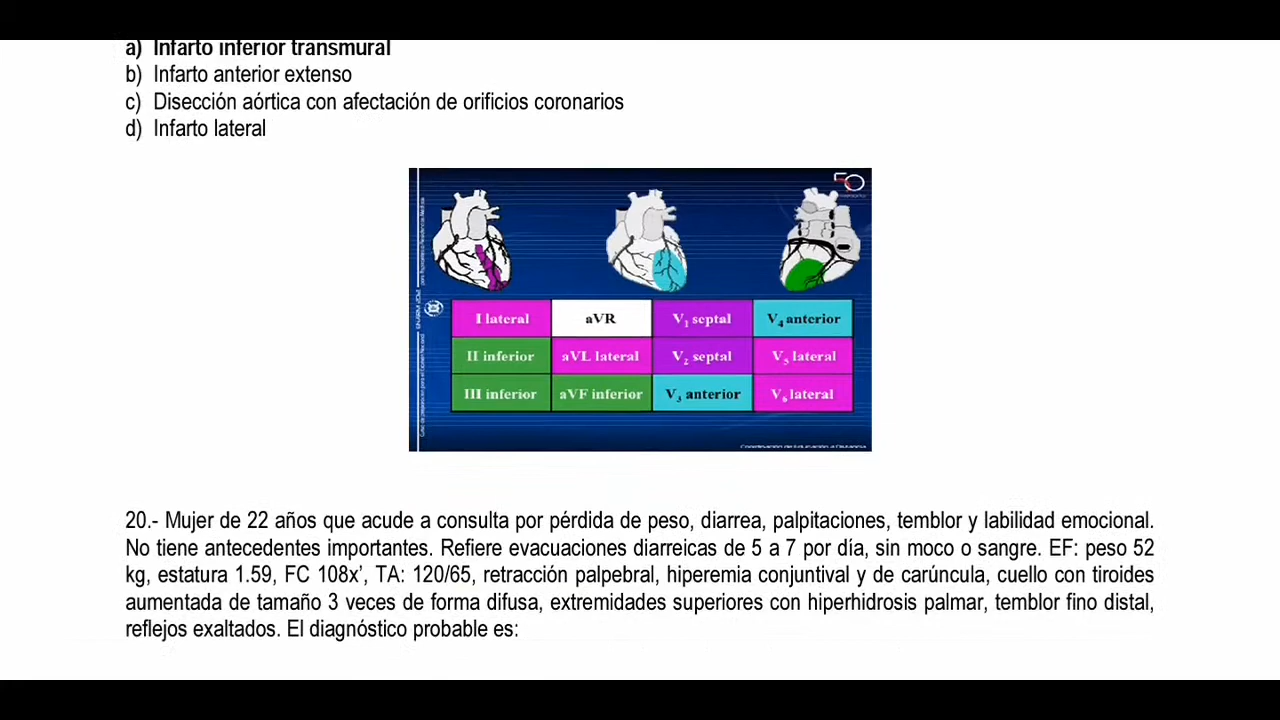 a) Infarto inferior transmural
b) Infarto anterior extenso
c) Disección aórtica con afectación de orificios coronarios
d) Infarto lateral
50
I lateral
aVR
V1 septal
V4 anterior
II inferior
aVL lateral
V2 septal
V5 lateral
III inferior
aVF inferior
V3 anterior
V6 lateral
Coordinación de Educación a Distancia
20.- Mujer de 22 años que acude a consulta por pérdida de peso, diarrea, palpitaciones, temblor y labilidad emocional.
No tiene antecedentes importantes. Refiere evacuaciones diarreicas de 5 a 7 por día, sin moco o sangre. EF: peso 52
kg, estatura 1.59, FC 108x’, TA: 120/65, retracción palpebral, hiperemia conjuntival y de carúncula, cuello con tiroides
aumentada de tamaño 3 veces de forma difusa, extremidades superiores con hiperhidrosis palmar, temblor fino distal,
reflejos exaltados. El diagnóstico probable es: